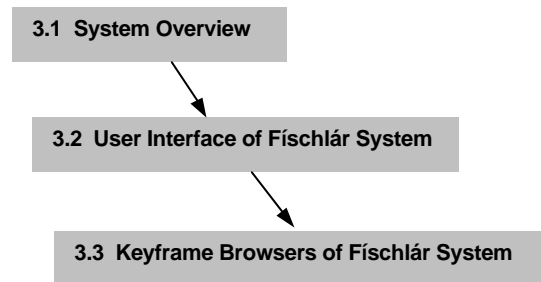 3.1 System Overview
3.2 User Interface of Físchlár System
3.3 Keyframe Browsers of Físchlár System